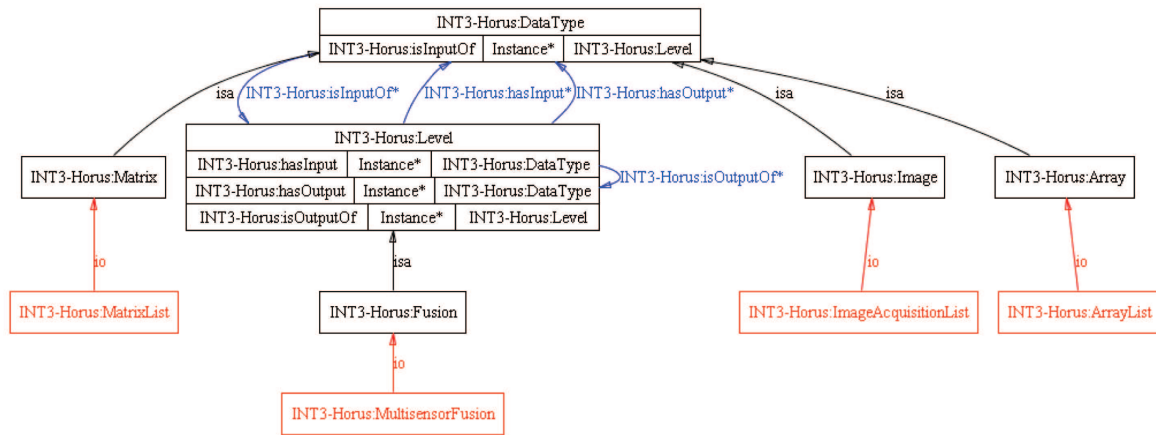 INT3-Horus:DataType
INT3-Horus:isInputOf Instance* INT3-Horus:Level
isa
INT3-Horus:isInputOf*
INT3-Horus:hasInput*
INT3-Horus:hasOutput*
isa
isa
INT3-Horus:Level
INT3-Horus:hasInput Instance* INT3-Horus:DataType
INT3-Horus:hasOutput Instance* INT3-Horus:DataType
INT3-Horus:isOutputOf Instance* INT3-Horus:Level
INT3-Horus:isOutputOf*
INT3-Horus:Matrix
INT3-Horus:Image
INT3-Horus:Array
io
isa
io
io
INT3-Horus:MatrixList
INT3-Horus:Fusion
INT3-Horus:ImageAcquisitionList
INT3-Horus:ArrayList
io
INT3-Horus:MultisensorFusion